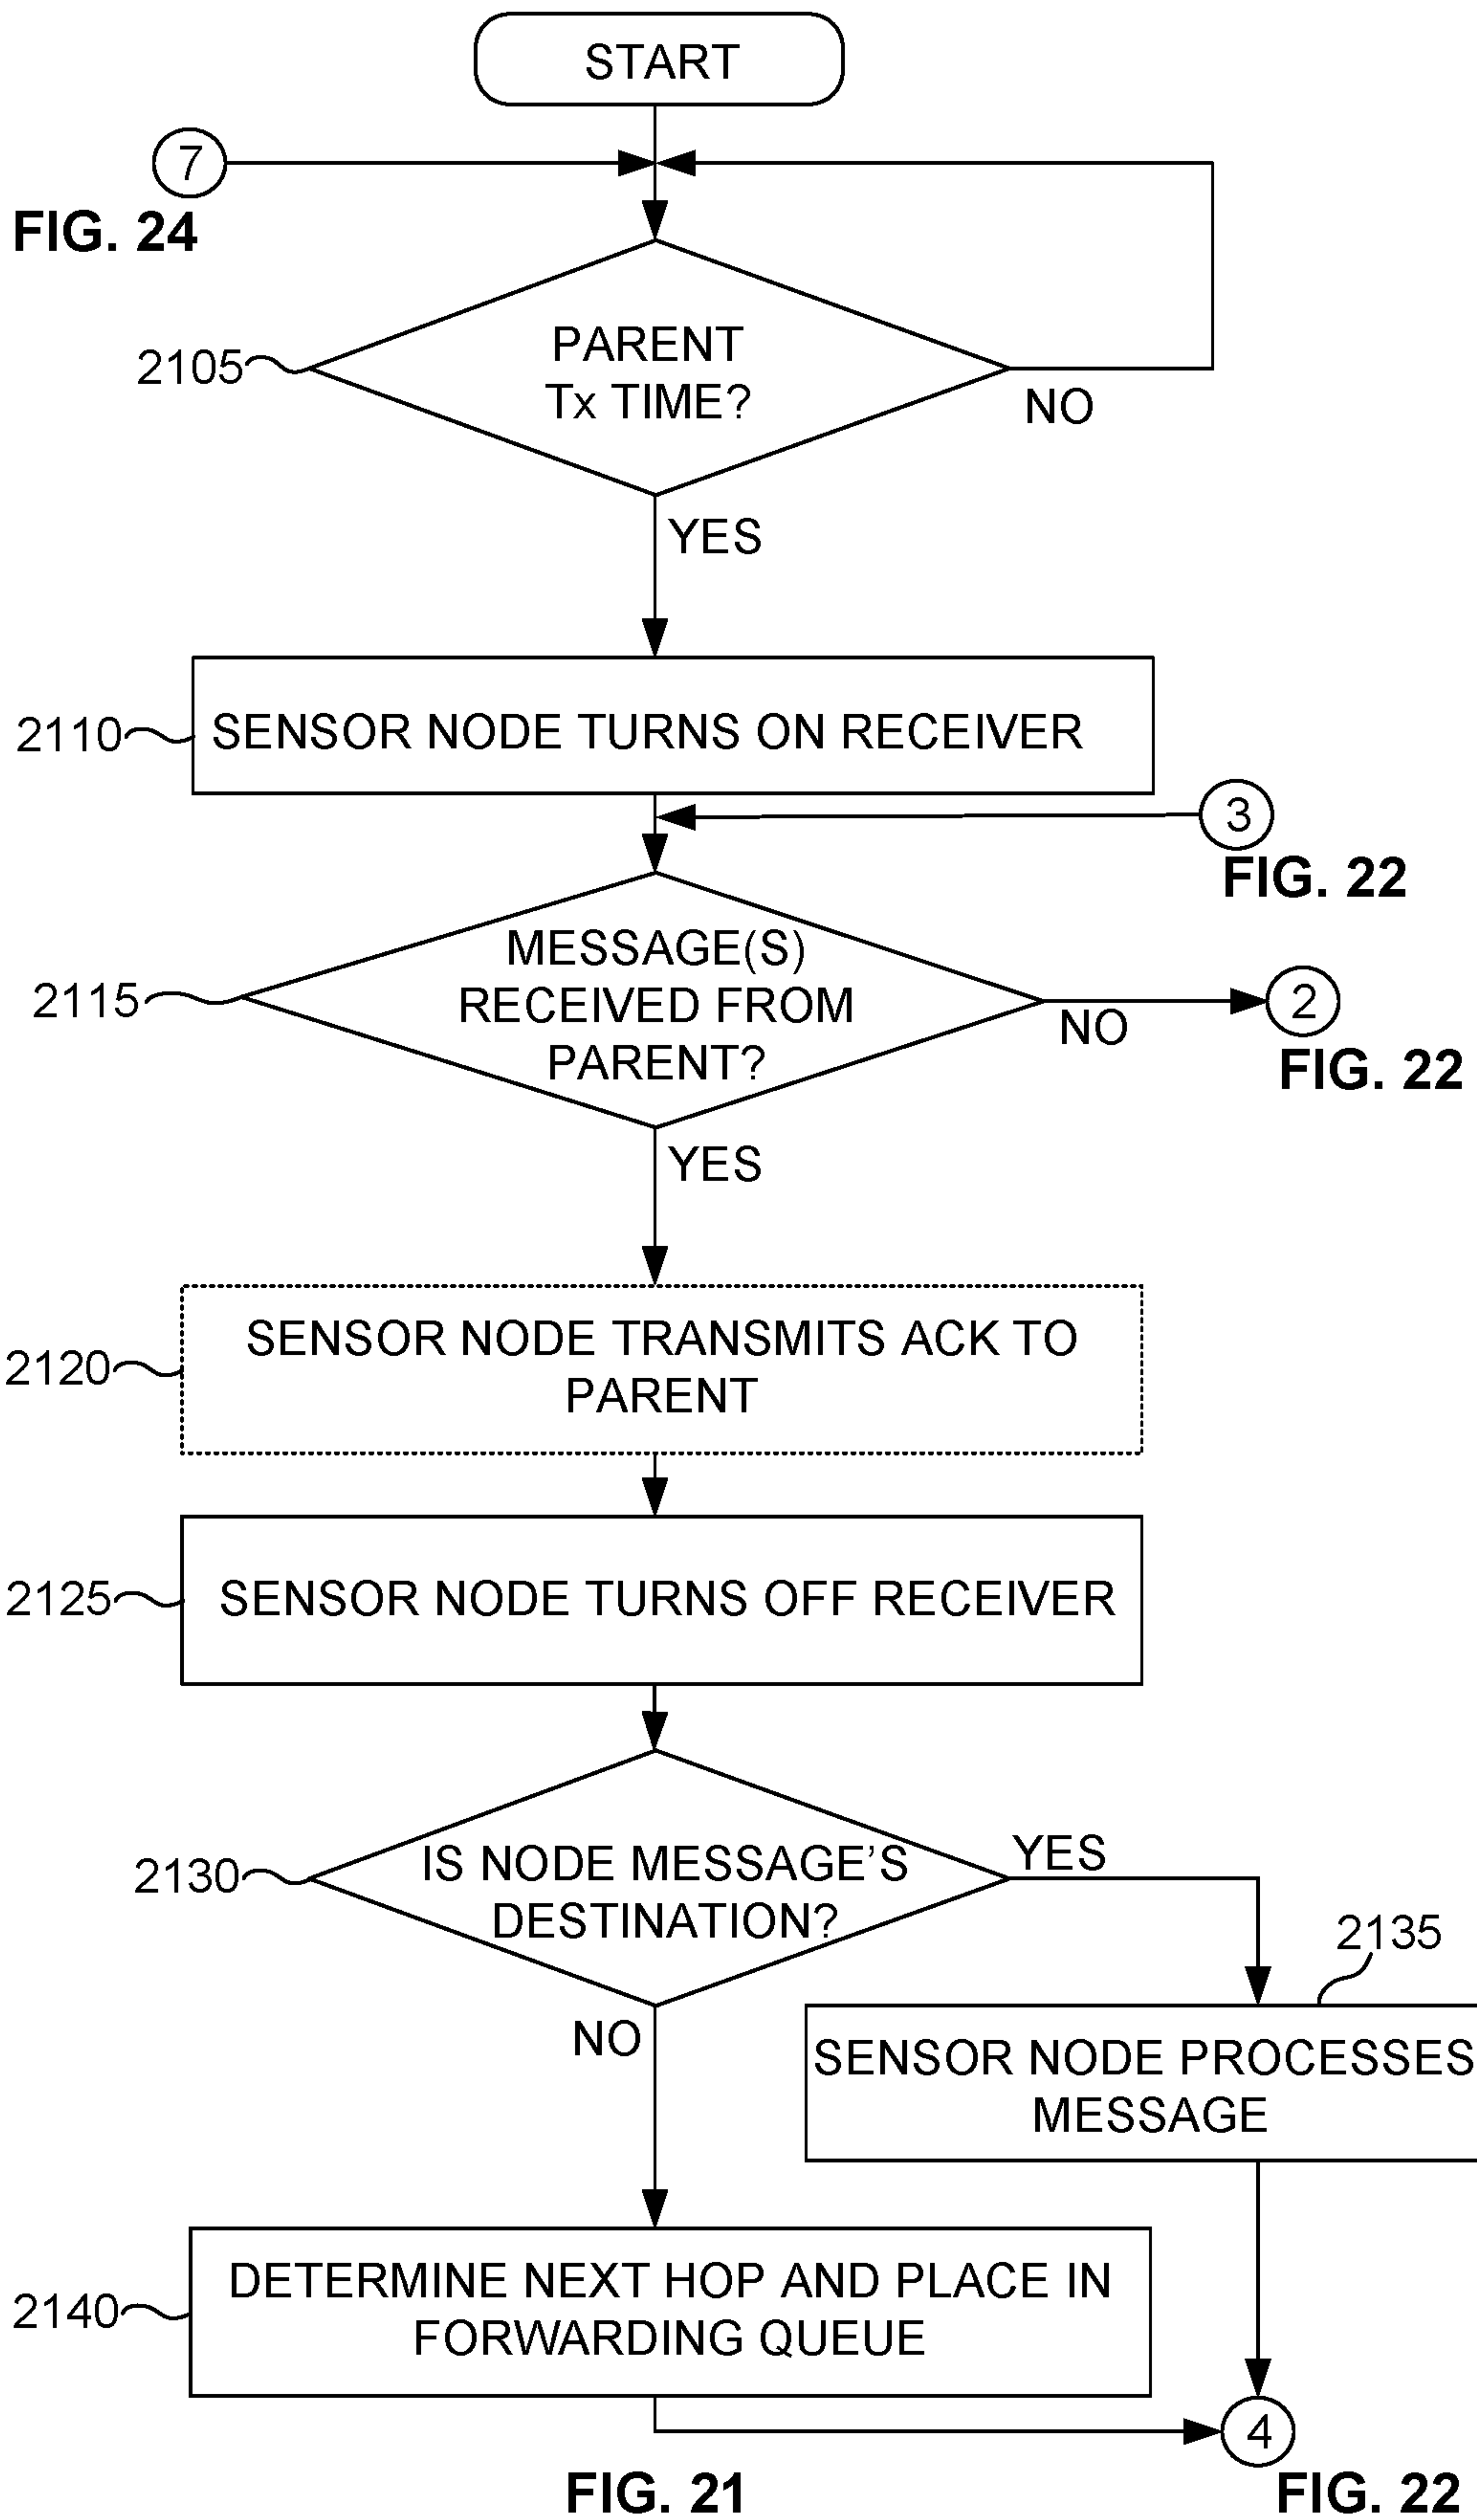 START
7
FIG. 24
PARENT
Tx TIME?
2105
NO
YES
2110
SENSOR NODE TURNS ON RECEIVER
3
FIG. 22
MESSAGE(S)
RECEIVED FROM
PARENT?
2115
NO
2
FIG. 22
YES
SENSOR NODE TRANSMITS ACK TO
PARENT
2120
2125
SENSOR NODE TURNS OFF RECEIVER
2130
IS NODE MESSAGE’S
DESTINATION?
YES
2135
NO
SENSOR NODE PROCESSES
MESSAGE
2140
DETERMINE NEXT HOP AND PLACE IN
FORWARDING QUEUE
4
FIG. 21
FIG. 22